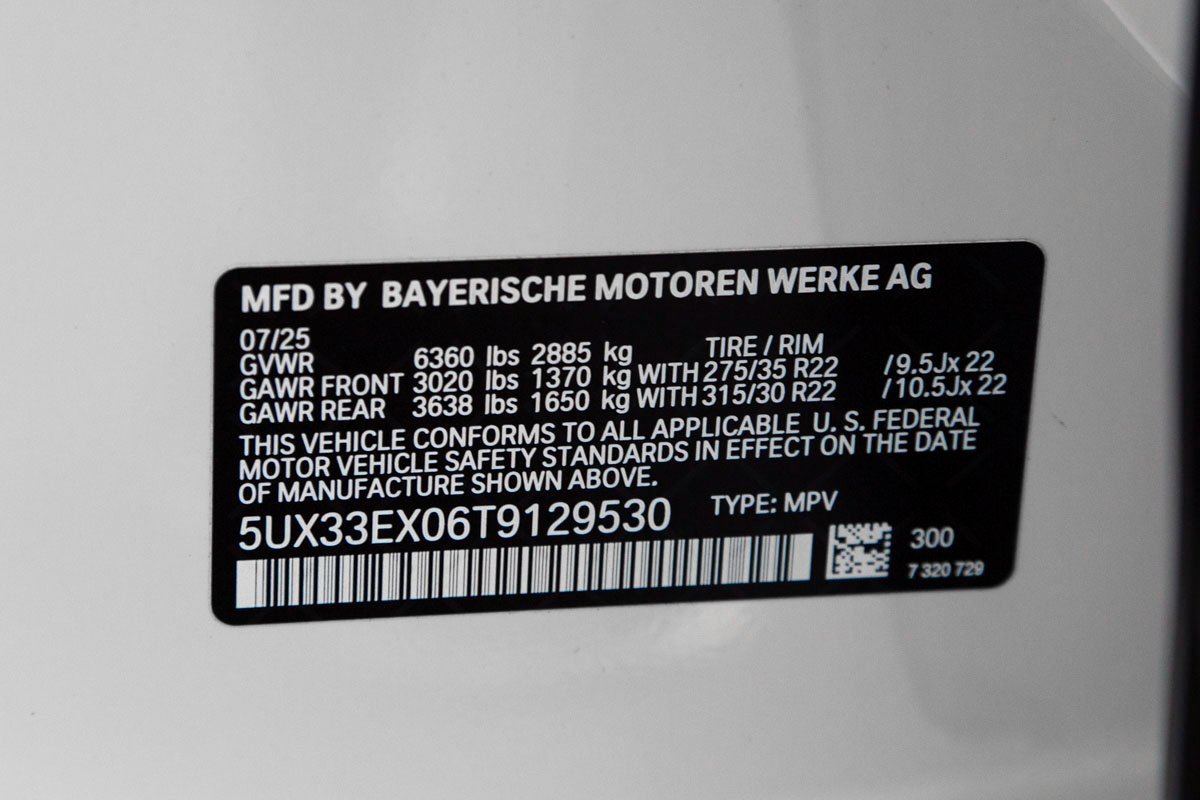 MFD BY BAYERISCHE MOTOREN WERKE AG
07/25
GVWR 6360 lbs 2885 kg TIRE / RIM
GAWR FRONT 3020 lbs 1370 kg WITH 275/35 R22 /9.5Jx 22
GAWR REAR 3638 lbs 1650 kg WITH 315/30 R22 /10.5Jx 22
THIS VEHICLE CONFORMS TO ALL APPLICABLE U. S. FEDERAL
MOTOR VEHICLE SAFETY STANDARDS IN EFFECT ON THE DATE
OF MANUFACTURE SHOWN ABOVE.
5UX33EX06T9129530 TYPE: MPV
300
7 320 729